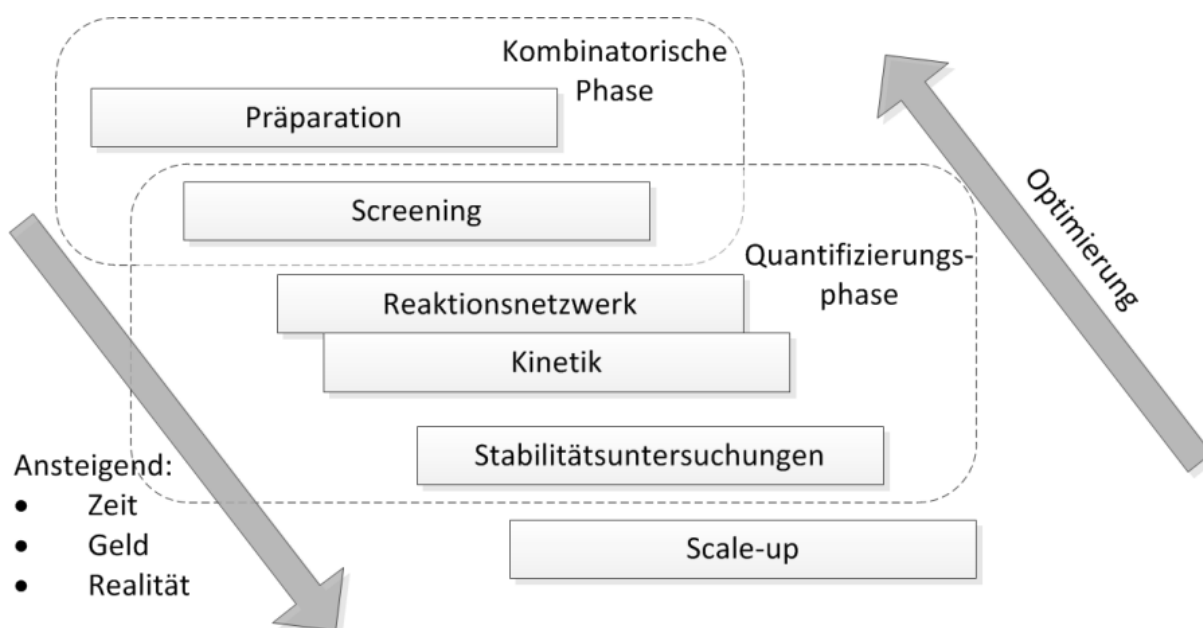 Kombinatorische
Phase
Präparation
Screening
Optimierung
Quantifizierungs-
phase
Reaktionsnetzwerk
Kinetik
Stabilitätsuntersuchungen
Ansteigend:
• Zeit
• Geld
• Realität
Scale-up